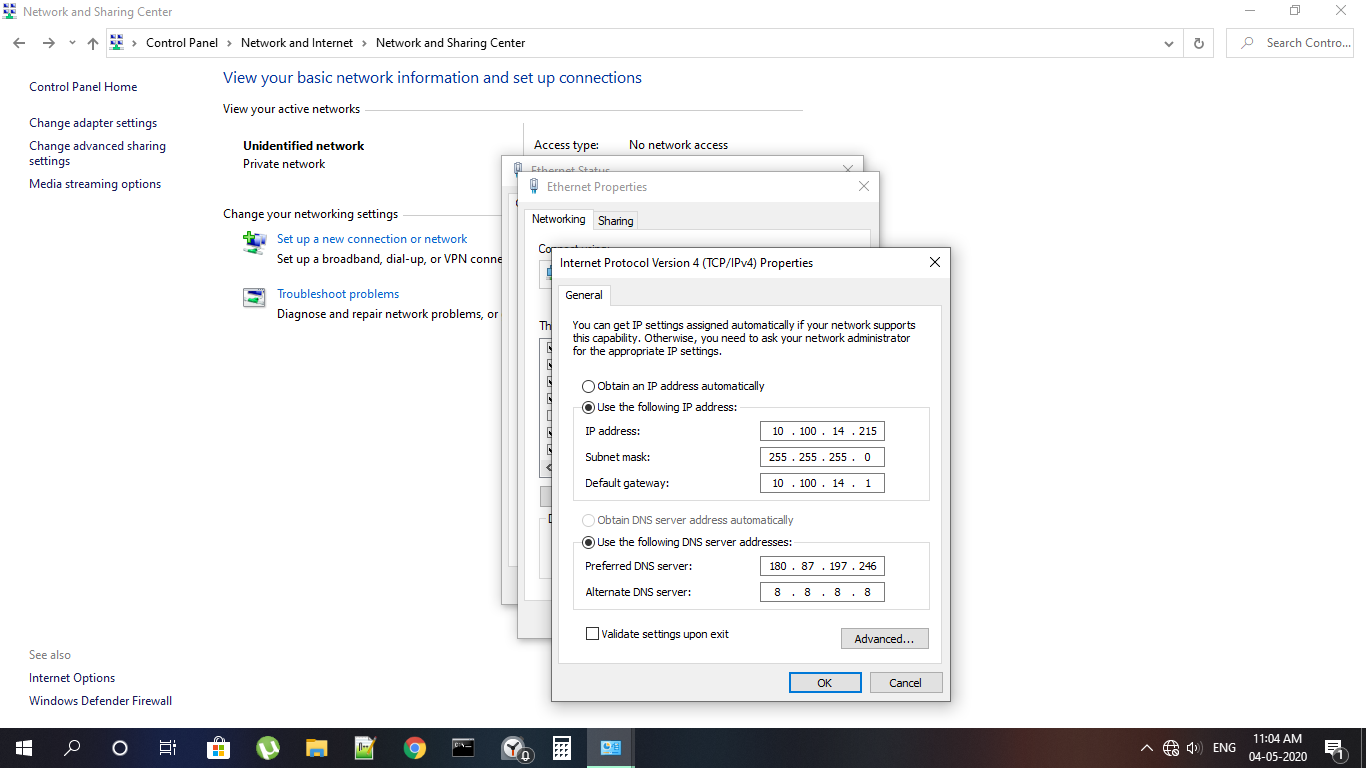 Network and Sharing Center
Control Panel > Network and Internet > Network and Sharing Center
Search Contro...
Control Panel Home
Change adapter settings
Change advanced sharing
settings
Media streaming options
See also
Internet Options
Windows Defender Firewall
View your basic network information and set up connections
View your active networks
Unidentified network
Private network
Access type: No network access
Change your networking settings
Set up a new connection or network
Set up a broadband, dial-up, or VPN conne
Troubleshoot problems
Diagnose and repair network problems, or
Ethernet Status
Ethernet Properties
Networking
Sharing
Connect using:
Th
Internet Protocol Version 4 (TCP/IPv4) Properties
General
You can get IP settings assigned automatically if your network supports
this capability. Otherwise, you need to ask your network administrator
for the appropriate IP settings.
Obtain an IP address automatically
Use the following IP address:
IP address: 10 . 100 . 14 . 215
Subnet mask: 255 . 255 . 255 . 0
Default gateway: 10 . 100 . 14 . 1
Obtain DNS server address automatically
Use the following DNS server addresses:
Preferred DNS server: 180 . 87 . 197 . 246
Alternate DNS server: 8 . 8 . 8 . 8
Validate settings upon exit
Advanced...
OK
Cancel
0
ENG
11:04 AM
04-05-2020
1